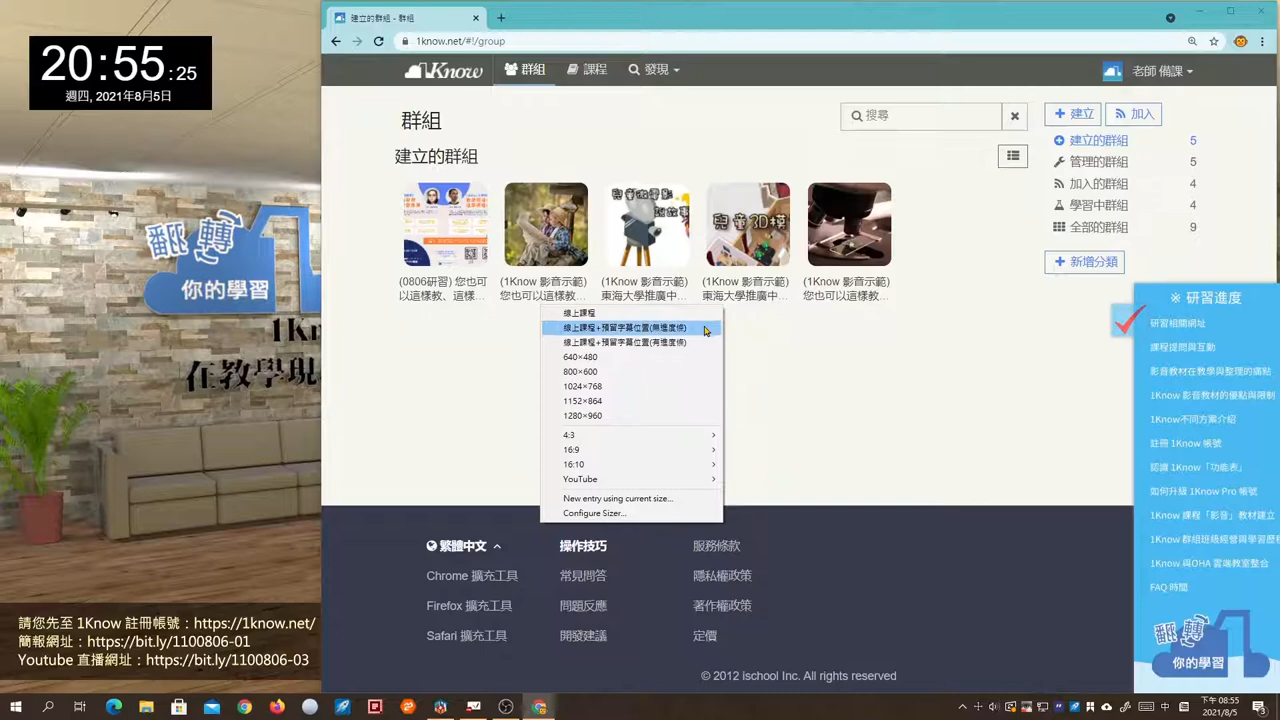 20:55:25
週四, 2021年8月5日
翻轉
你的學習
1Kn
在教學現
請您先至 1Know 註冊帳號：https://1know.net/
簡報網址：https://bit.ly/1100806-01
Youtube 直播網址：https://bit.ly/1100806-03
建立的群組 - 群組
1know.net/#!/group
1Know
群組
課程
發現
老師 備課
群組
搜尋
建立
加入
建立的群組
建立的群組 5
管理的群組 5
加入的群組 4
學習中群組 4
全部的群組 9
新增分類
兒童微電影
兒童3D模
(0806研習) 您也可以這樣教、這樣…
(1Know 影音示範) 您也可以這樣教…
(1Know 影音示範) 東海大學推廣中…
(1Know 影音示範) 東海大學推廣中…
(1Know 影音示範) 您也可以這樣教…
線上課程
線上課程+預留字幕位置(無進度條)
線上課程+預留字幕位置(有進度條)
640×480
800×600
1024×768
1152×864
1280×960
4:3
16:9
16:10
YouTube
New entry using current size...
Configure Sizer...
※ 研習進度
研習相關網址
課程提問與互動
影音教材在教學與整理的痛點
1Know 影音教材的優點與限制
1Know不同方案介紹
註冊 1Know 帳號
認識 1Know「功能表」
如何升級 1Know Pro 帳號
1Know 課程「影音」教材建立
1Know 群組班級經營與學習歷程
1Know 與OHA 雲端教室整合
FAQ 時間
翻轉
你的學習
繁體中文
操作技巧
服務條款
Chrome 擴充工具
常見問答
隱私權政策
Firefox 擴充工具
問題反應
著作權政策
Safari 擴充工具
開發建議
定價
© 2012 ischool Inc. All rights reserved
下午 08:55
2021/8/5